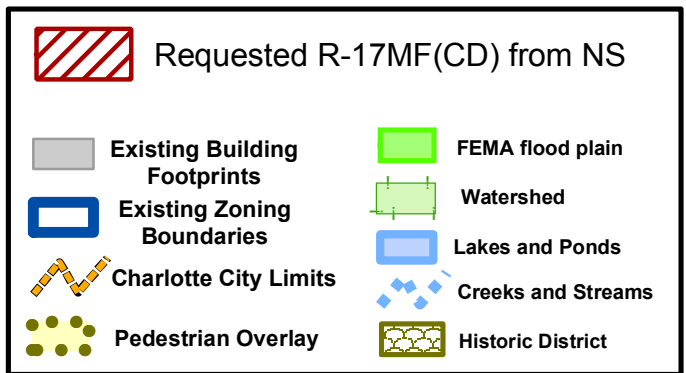 Requested R-17MF(CD) from NS
Existing Building
Footprints
Existing Zoning
Boundaries
Charlotte City Limits
Pedestrian Overlay
FEMA flood plain
Watershed
Lakes and Ponds
Creeks and Streams
Historic District